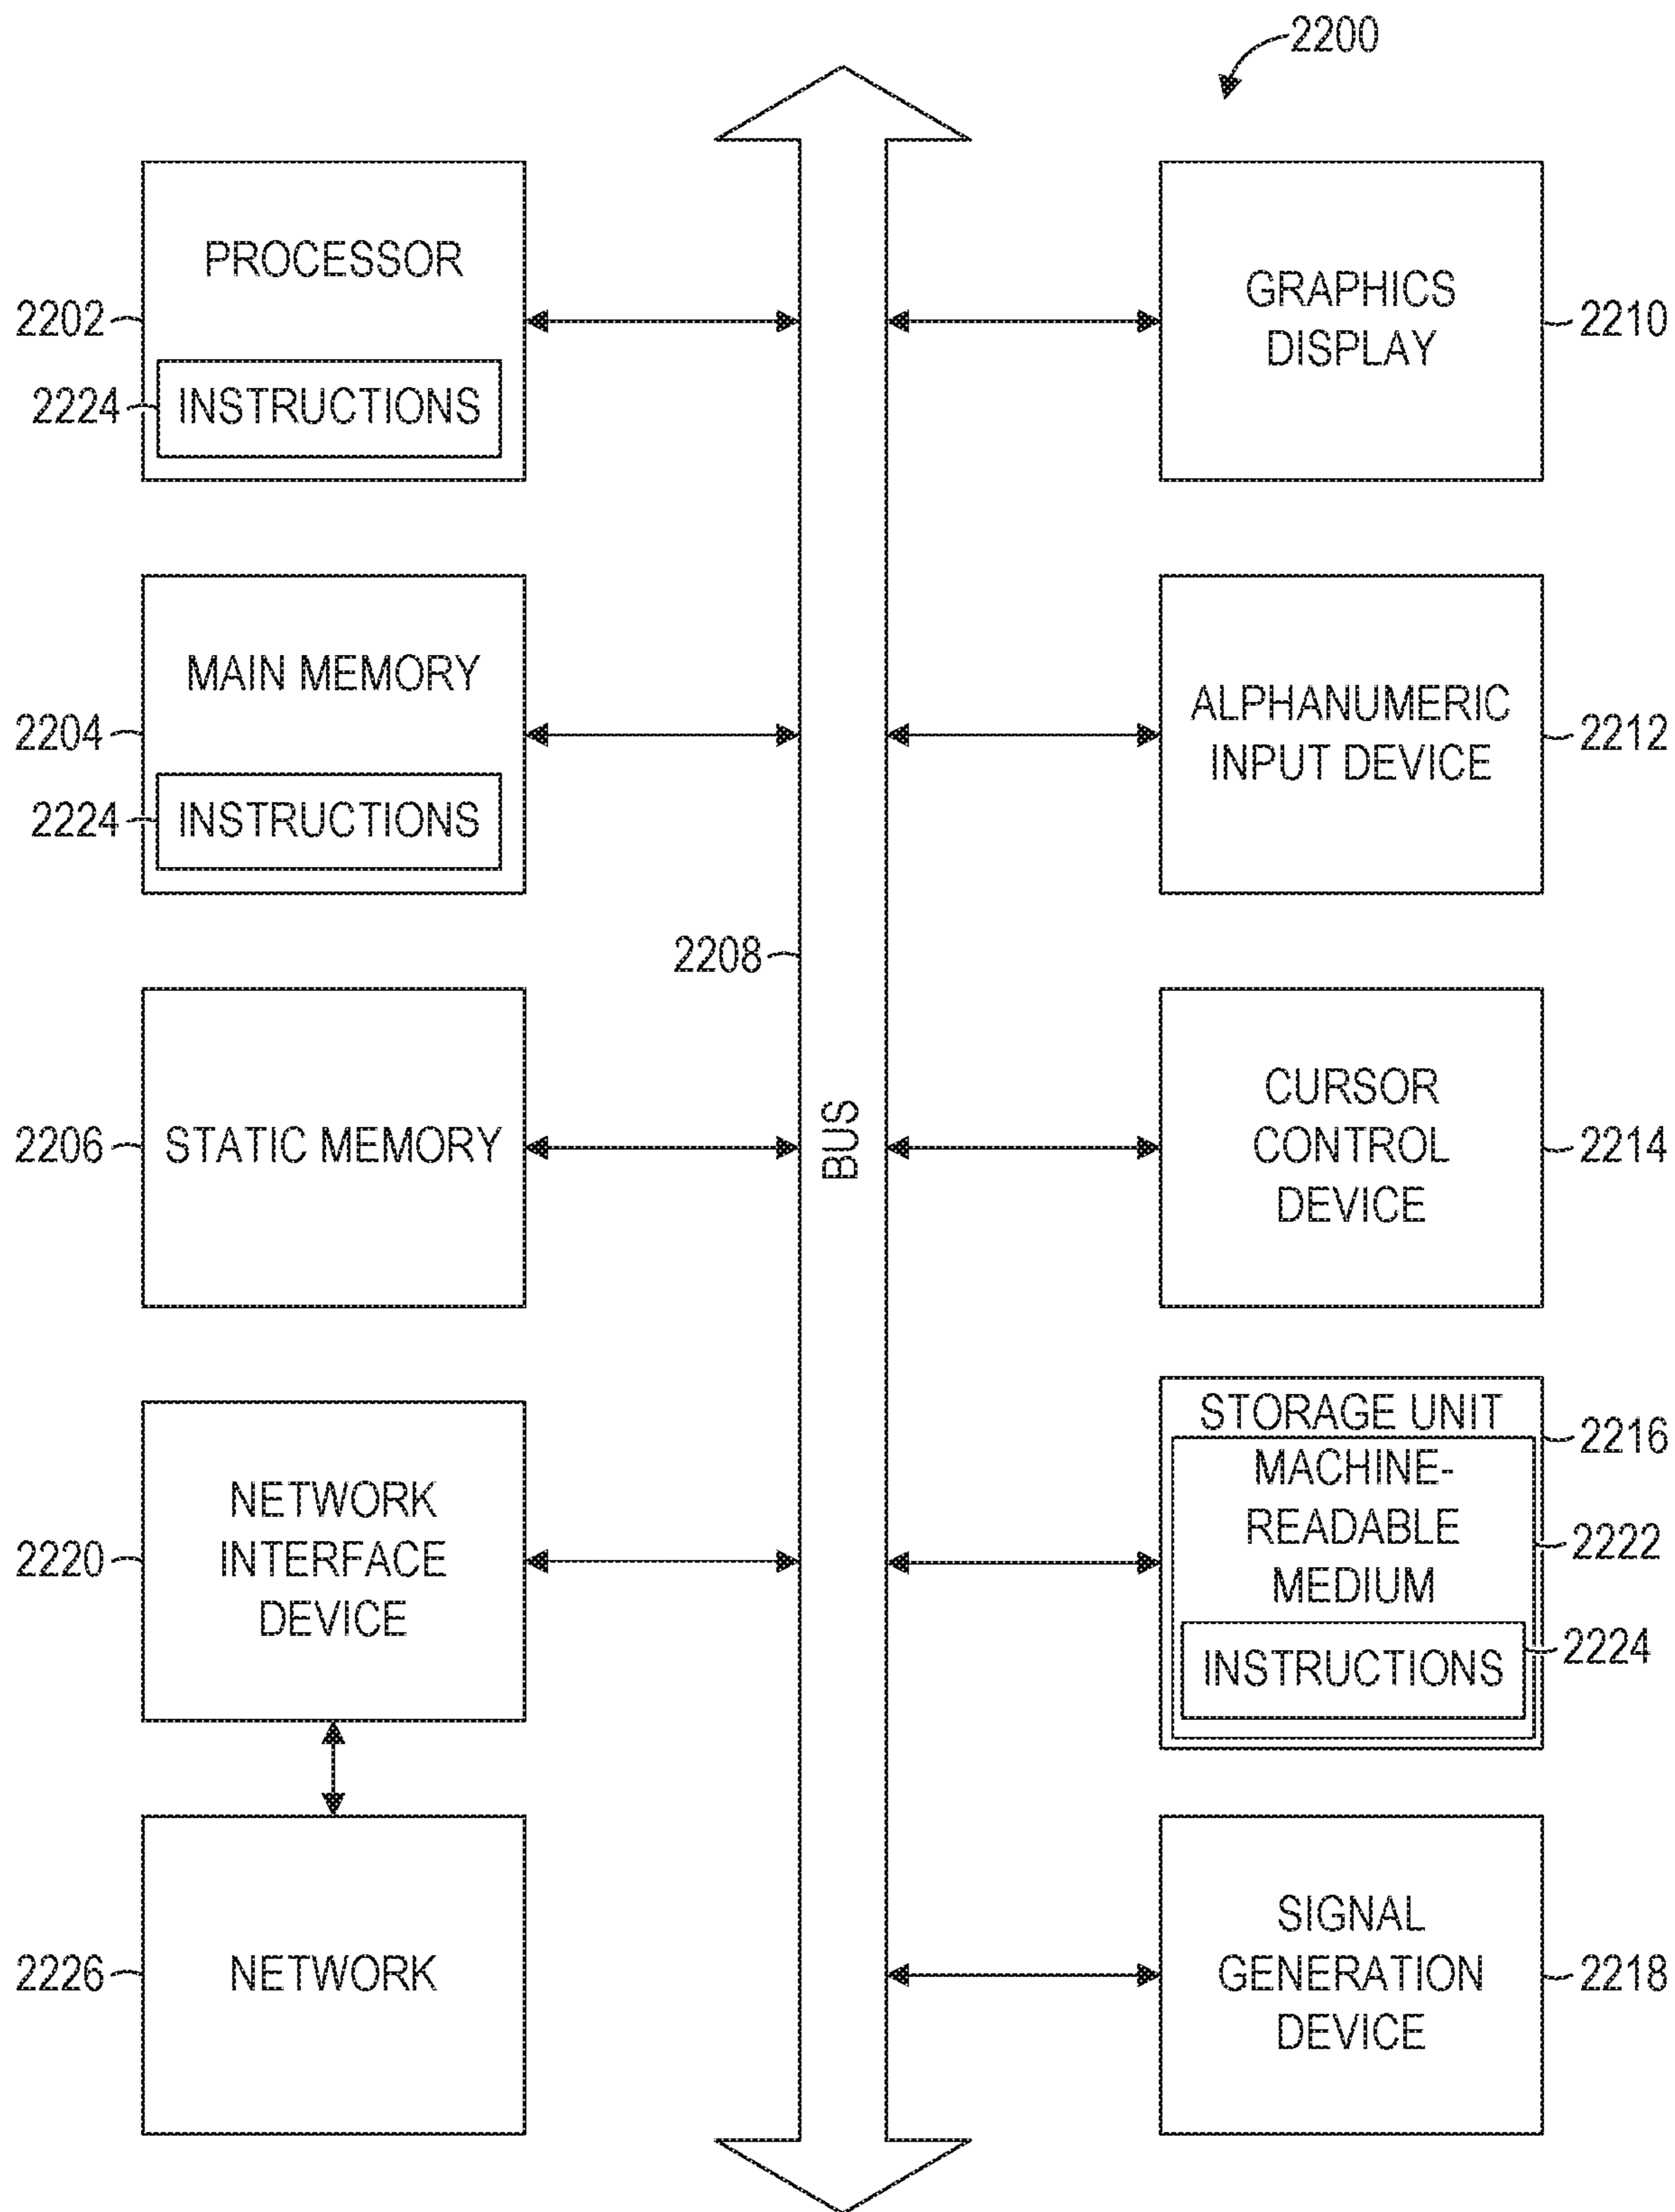 2200
PROCESSOR
2202
2224
INSTRUCTIONS
MAIN MEMORY
2204
2224
INSTRUCTIONS
2206
STATIC MEMORY
NETWORK
INTERFACE
DEVICE
2220
2226
NETWORK
2208
BUS
GRAPHICS
DISPLAY
2210
ALPHANUMERIC
INPUT DEVICE
2212
CURSOR
CONTROL
DEVICE
2214
STORAGE UNIT
2216
MACHINE-
READABLE
MEDIUM
2222
INSTRUCTIONS
2224
SIGNAL
GENERATION
DEVICE
2218